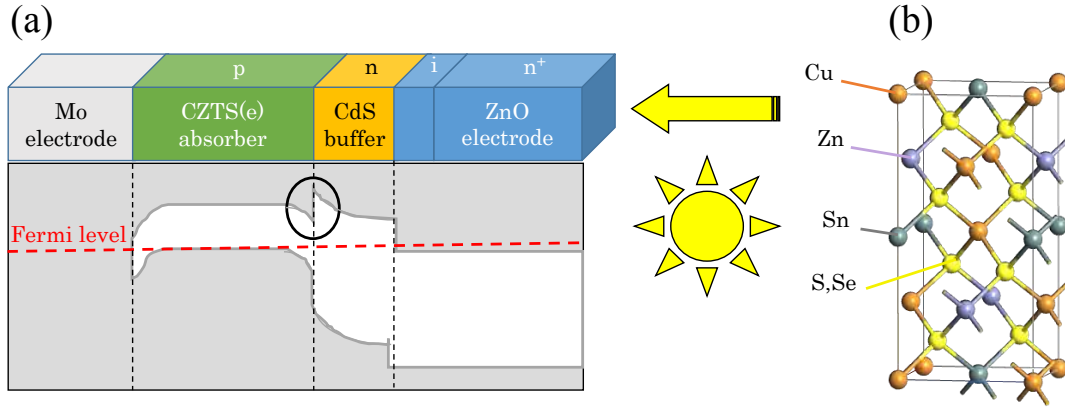 (a)
(b)
p
n
i
n+
Mo
electrode
CZTS(e)
absorber
CdS
buffer
ZnO
electrode
Fermi level
Cu
Zn
Sn
S,Se